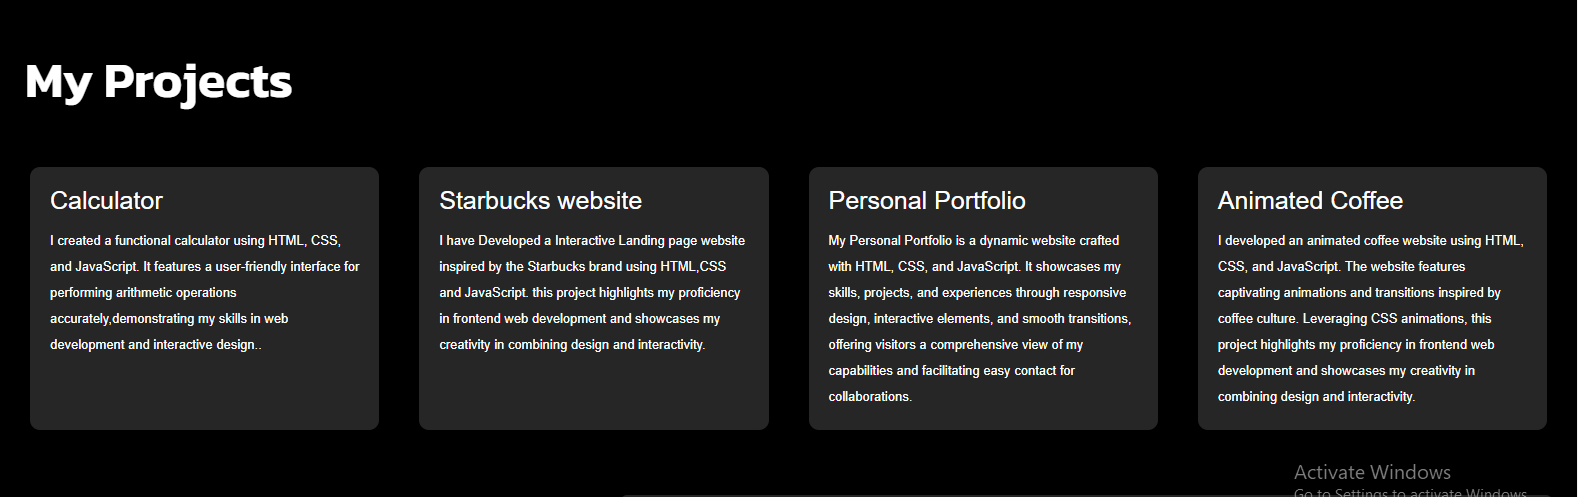 My Projects
Calculator
I created a functional calculator using HTML, CSS,
and JavaScript. It features a user-friendly interface for
performing arithmetic operations
accurately,demonstrating my skills in web
development and interactive design..
Starbucks website
I have Developed a Interactive Landing page website
inspired by the Starbucks brand using HTML,CSS
and JavaScript. this project highlights my proficiency
in frontend web development and showcases my
creativity in combining design and interactivity.
Personal Portfolio
My Personal Portfolio is a dynamic website crafted
with HTML, CSS, and JavaScript. It showcases my
skills, projects, and experiences through responsive
design, interactive elements, and smooth transitions,
offering visitors a comprehensive view of my
capabilities and facilitating easy contact for
collaborations.
Animated Coffee
I developed an animated coffee website using HTML,
CSS, and JavaScript. The website features
captivating animations and transitions inspired by
coffee culture. Leveraging CSS animations, this
project highlights my proficiency in frontend web
development and showcases my creativity in
combining design and interactivity.
Activate Windows
Go to Settings to activate Windows.